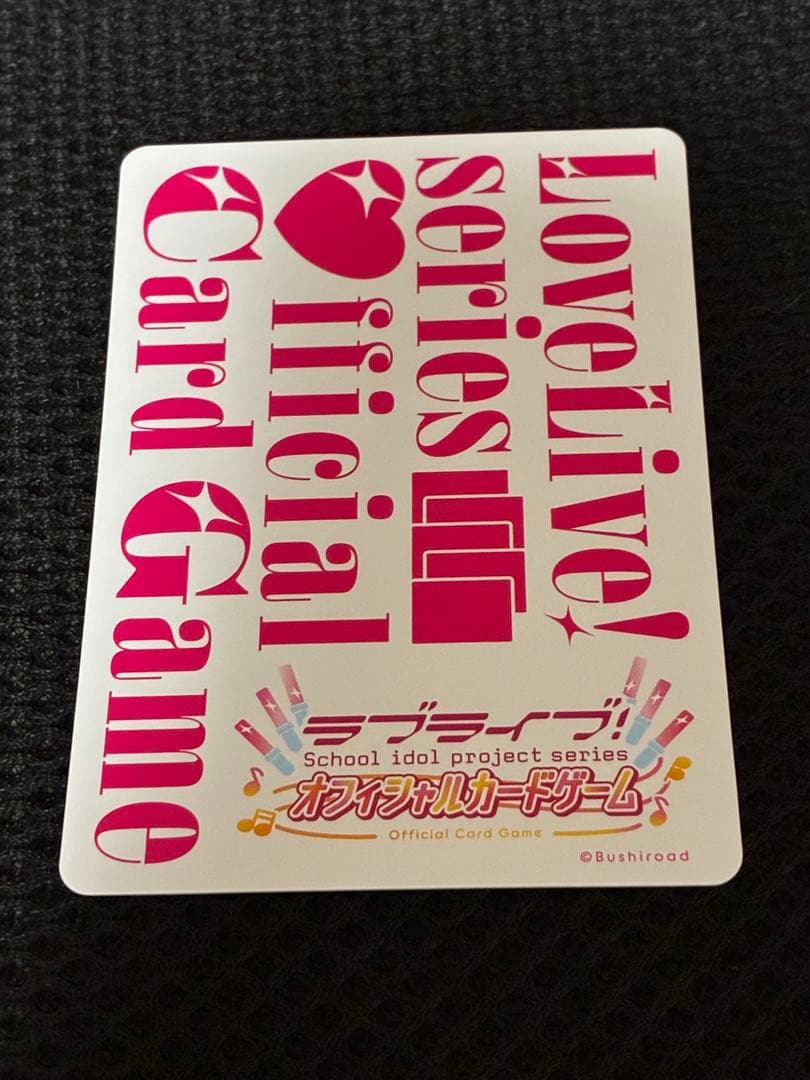 LoveLive!
series
fficial
Card Game
ラブライブ!
School idol project series
オフィシャルカードゲーム
Official Card Game
©Bushiroad